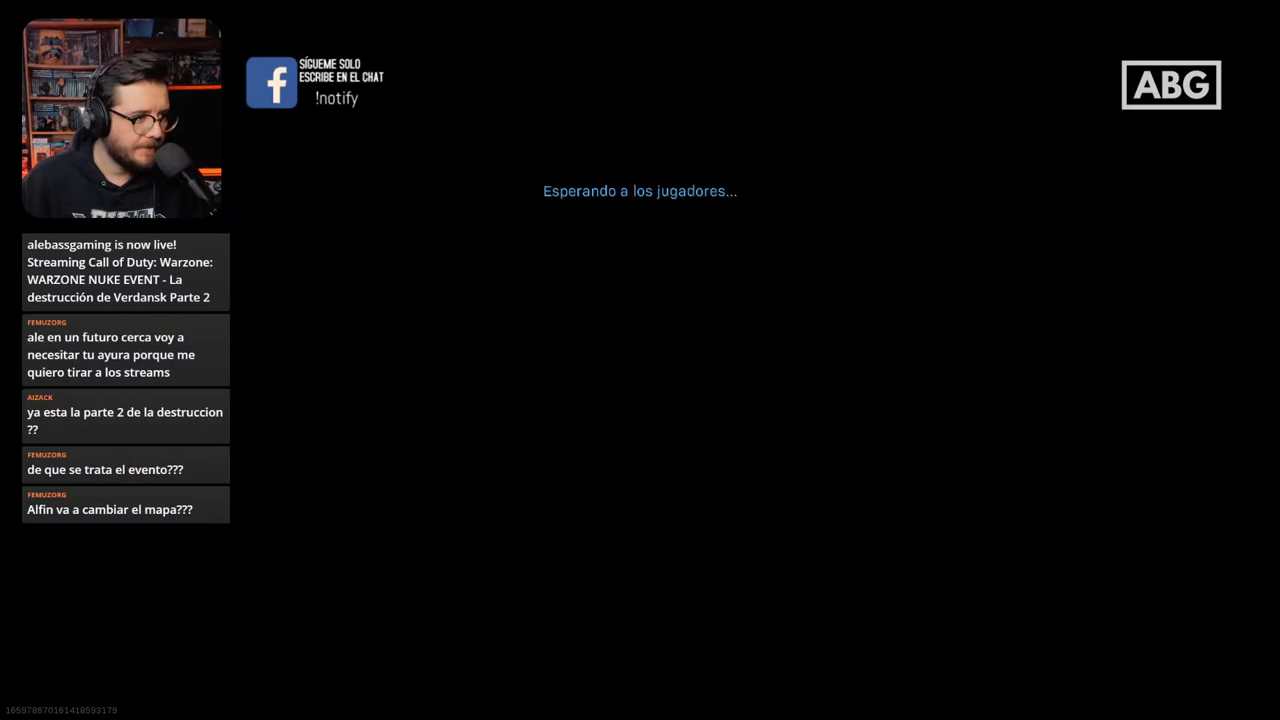 SÍGUEME SOLO
ESCRIBE EN EL CHAT
!notify
ABG
Esperando a los jugadores...
alebassgaming is now live!
Streaming Call of Duty: Warzone:
WARZONE NUKE EVENT - La
destrucción de Verdansk Parte 2
FEMUZORG
ale en un futuro cerca voy a
necesitar tu ayura porque me
quiero tirar a los streams
AIZACK
ya esta la parte 2 de la destruccion
??
FEMUZORG
de que se trata el evento???
FEMUZORG
Alfin va a cambiar el mapa???